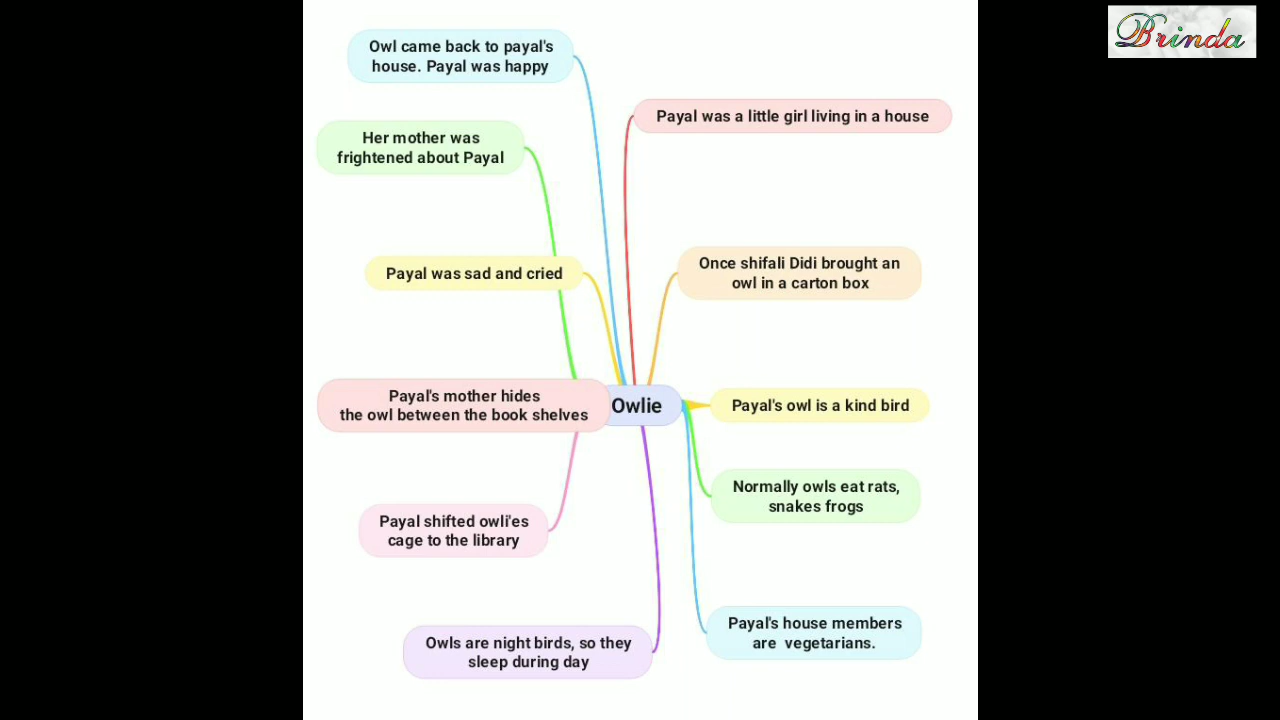 Brinda
Owl came back to payal's
house. Payal was happy
Payal was a little girl living in a house
Her mother was
frightened about Payal
Once shifali Didi brought an
owl in a carton box
Payal was sad and cried
Payal's mother hides
the owl between the book shelves
Owlie
Payal's owl is a kind bird
Normally owls eat rats,
snakes frogs
Payal shifted owli'es
cage to the library
Payal's house members
are  vegetarians.
Owls are night birds, so they
sleep during day